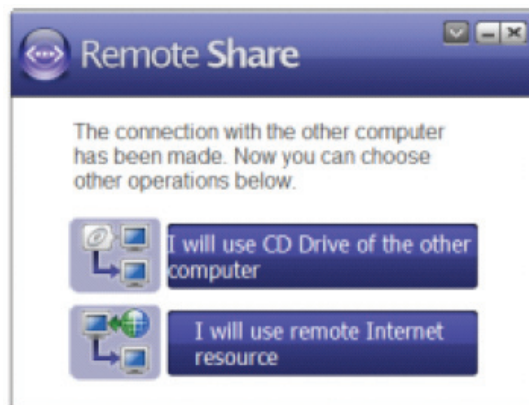 Remote Share
The connection with the other computer
has been made. Now you can choose
other operations below.
I will use CD Drive of the other
computer
I will use remote Internet
resource